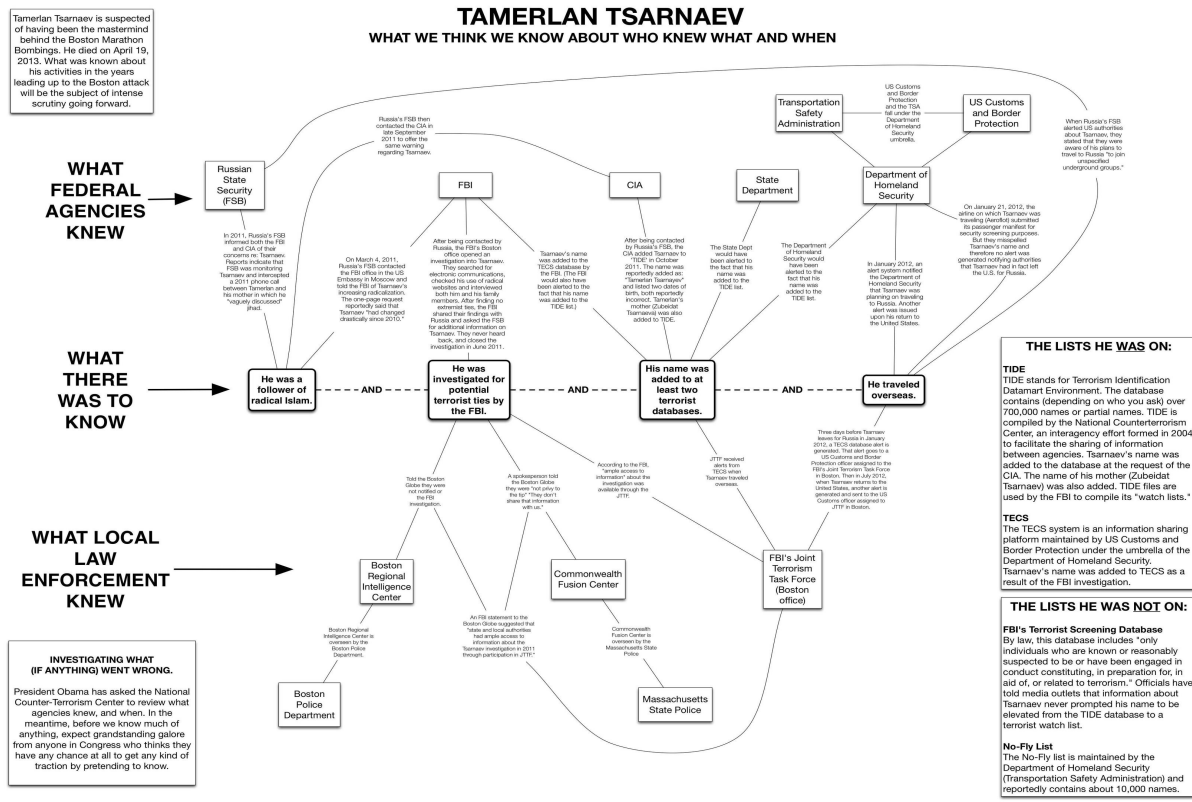 TAMERLAN TSARNAEV
WHAT WE THINK WE KNOW ABOUT WHO KNEW WHAT AND WHEN
Tamerlan Tsarnaev is suspected
of having been the mastermind
behind the Boston Marathon
Bombings. He died on April 19,
2013. What was known about
his activities in the years
leading up to the Boston attack
will be the subject of intense
scrutiny going forward.
WHAT
FEDERAL
AGENCIES
KNEW
Russian
State
Security
(FSB)
Russia's FSB then
contacted the CIA in
late September
2011 to offer the
same warning
regarding Tsarnaev.
FBI
CIA
State
Department
Transportation
Safety
Administration
US Customs
and Border
Protection
and the TSA
fall under the
Department
of Homeland
Security
umbrella.
US Customs
and Border
Protection
Department of
Homeland
Security
When Russia's FSB
alerted US authorities
about Tsarnaev, they
stated that they were
aware of his plans to
travel to Russia "to join
unspecified
underground groups."
In 2011, Russia's FSB
informed both the FBI
and CIA of their
concerns re: Tsarnaev.
Reports indicate that
FSB was monitoring
Tsarnaev and intercepted
a 2011 phone call
between Tamerlan and
his mother in which he
"vaguely discussed"
jihad.
On March 4, 2011,
Russia's FSB contacted
the FBI office in the US
Embassy in Moscow and
told the FBI of Tsarnaev's
increasing radicalization.
The one-page request
reportedly said that
Tsarnaev "had changed
drastically since 2010."
After being contacted by
Russia, the FBI's Boston
office opened an
investigation into Tsarnaev.
They searched for
electronic communications,
checked his use of radical
websites and interviewed
both him and his family
members. After finding no
extremist ties, the FBI
shared their findings with
Russia and asked the FSB
for additional information on
Tsarnaev. They never heard
back, and closed the
investigation in June 2011.
Tsarnaev's name
was added to the
TECS database by
the FBI. (The FBI
would also have
been alerted to the
fact that his name
was added to the
TIDE list.)
After being contacted
by Russia's FSB, the
CIA added Tsarnaev to
"TIDE' in October
2011. The name was
reportedly added as;
"Tamerlan Tsarnayev"
and listed two dates of
birth, both reportedly
incorrect. Tamerlan's
mother (Zubeidat
Tsarnaeva) was also
added to TIDE.
The State Dept
would have
been alerted to
the fact that his
name was
added to the
TIDE list.
The Department
of Homeland
Security would
have been
alerted to the
fact that his
name was
added to the
TIDE list.
In January 2012, an
alert system notified
the Department of
Homeland Security
that Tsarnaev was
planning on traveling
to Russia. Another
alert was issued
upon his return to
the United States.
On January 21, 2012, the
airline on which Tsarnaev was
traveling (Aeroflot) submitted
its passenger manifest for
security screening purposes.
But they misspelled
Tsarnaev's name and
therefore no alert was
generated notifying authorities
that Tsarnaev had in fact left
the U.S. for Russia.
WHAT
THERE
WAS TO
KNOW
He was a
follower of
radical Islam.
AND
He was
investigated for
potential
terrorist ties by
the FBI.
AND
His name was
added to at
least two
terrorist
databases.
AND
He traveled
overseas.
Told the Boston
Globe they were
not notified or
the FBI
investigation.
A spokesperson told
the Boston Globe
they were "not privy to
the tip" "They don't
share that information
with us."
According to the FBI,
"ample access to
information" about the
investigation was
available through the
JTTF.
JTTF received
alerts from
TECS when
Tsarnaev traveled
overseas.
Three days before Tsarnaev
leaves for Russia in January
2012, a TECS database alert is
generated. That alert goes to a
US Customs and Border
Protection officer assigned to the
FBI's Joint Terrorism Task Force
in Boston. Then in July 2012,
when Tsarnaev returns to the
United States, another alert is
generated and sent to the US
Customs officer assigned to
JTTF in Boston.
WHAT LOCAL
LAW
ENFORCEMENT
KNEW
Boston
Regional
Intelligence
Center
Commonwealth
Fusion Center
FBI's Joint
Terrorism
Task Force
(Boston
office)
Boston Regional
Intelligence Center is
overseen by the
Boston Police
Department.
An FBI statement to the
Boston Globe suggested that
"state and local authorities
had ample access to
information about the
Tsarnaev investigation in 2011
through participation in JTTF."
Commonwealth
Fusion Center is
overseen by the
Massachusetts State
Police
Boston
Police
Department
Massachusetts
State Police
INVESTIGATING WHAT
(IF ANYTHING) WENT WRONG.
President Obama has asked the National
Counter-Terrorism Center to review what
agencies knew, and when. In the
meantime, before we know much of
anything, expect grandstanding galore
from anyone in Congress who thinks they
have any chance at all to get any kind of
traction by pretending to know.
THE LISTS HE WAS ON:
TIDE
TIDE stands for Terrorism Identification
Datamart Environment. The database
contains (depending on who you ask) over
700,000 names or partial names. TIDE is
compiled by the National Counterterrorism
Center, an interagency effort formed in 2004
to facilitate the sharing of information
between agencies. Tsarnaev's name was
added to the database at the request of the
CIA. The name of his mother (Zubeidat
Tsarnaev) was also added. TIDE files are
used by the FBI to compile its "watch lists."
TECS
The TECS system is an information sharing
platform maintained by US Customs and
Border Protection under the umbrella of the
Department of Homeland Security.
Tsarnaev's name was added to TECS as a
result of the FBI investigation.
THE LISTS HE WAS NOT ON:
FBI's Terrorist Screening Database
By law, this database includes "only
individuals who are known or reasonably
suspected to be or have been engaged in
conduct constituting, in preparation for, in
aid of, or related to terrorism." Officials have
told media outlets that information about
Tsarnaev never prompted his name to be
elevated from the TIDE database to a
terrorist watch list.
No-Fly List
The No-Fly list is maintained by the
Department of Homeland Security
(Transportation Safety Administration) and
reportedly contains about 10,000 names.